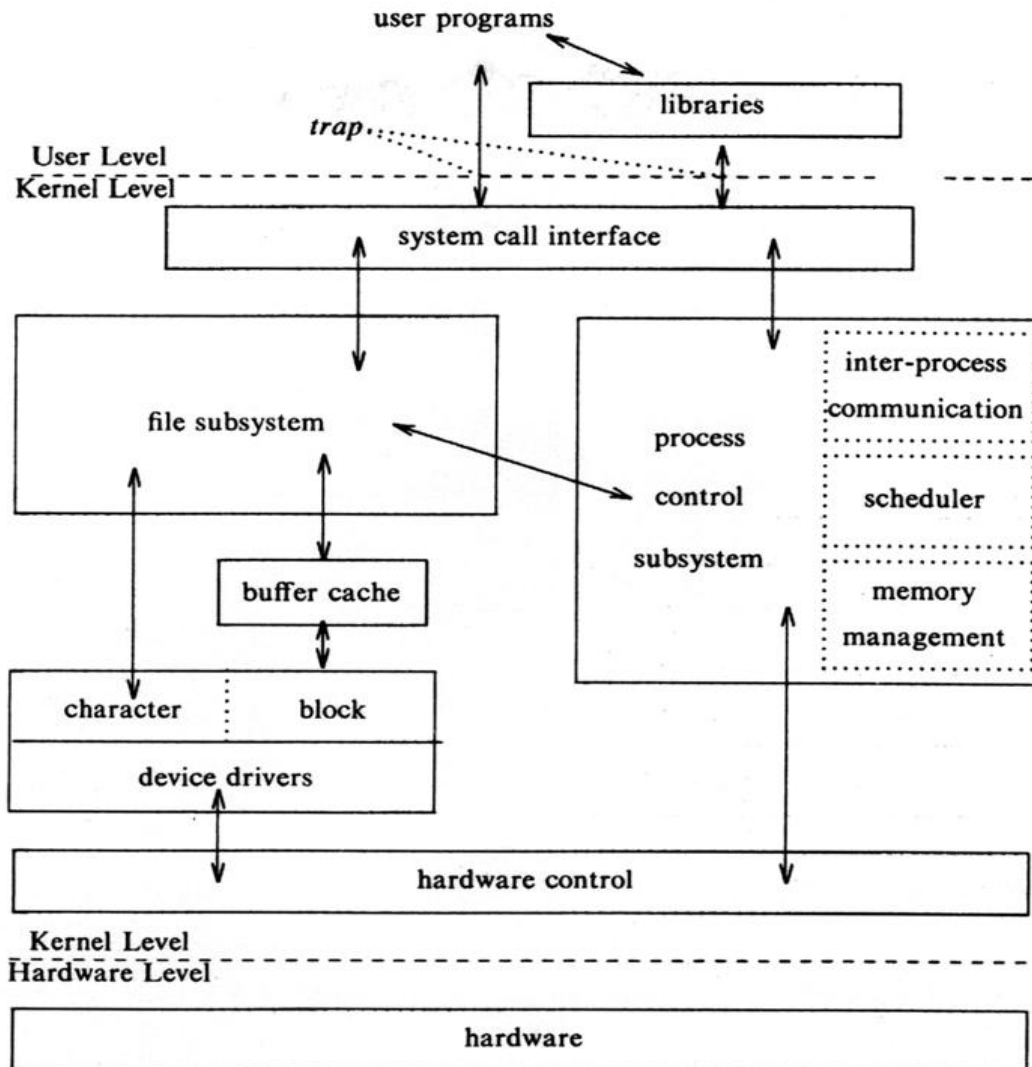 user programs
libraries
trap
User Level
Kernel Level
system call interface
file subsystem
process
control
subsystem
inter-process
communication
scheduler
memory
management
buffer cache
character
block
device drivers
hardware control
Kernel Level
Hardware Level
hardware